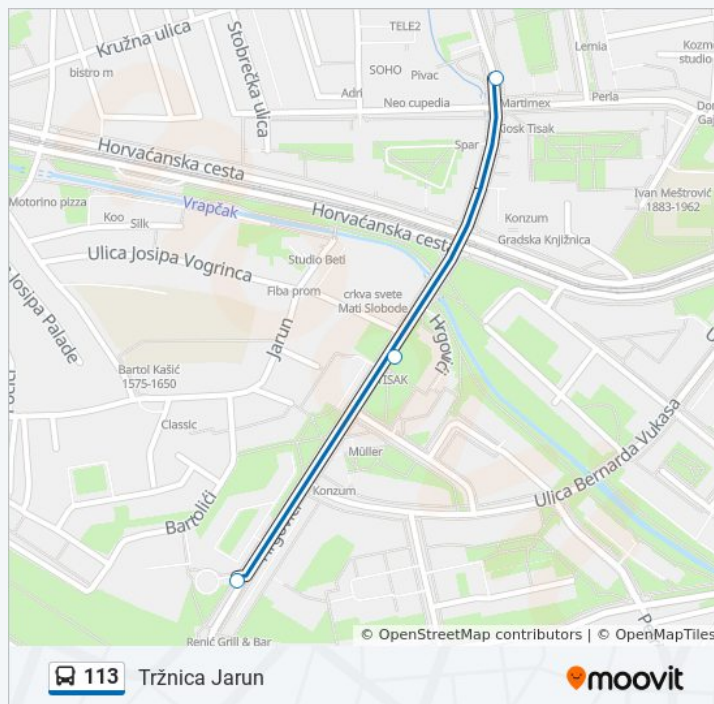 TELE2
Kružna ulica
Stobrečka ulica
Lernia
Kozm
studio
bistro m
SOHO
Pivac
Adri
Neo cupedia
Martimex
Perla
Kiosk Tisak
Spar
Horvaćanska cesta
Motorino pizza
Koo
Silk
Vrapčak
Horvaćanska cesta
Konzum
Gradska Knjižnica
Ivan Meštrović
1883-1962
Ulica Josipa Vogrinca
Studio Beti
Fiba prom
crkva svete
Mati Slobode
Josipa Palade
Jarun
Hrgovići
Bartol Kašić
1575-1650
TISAK
Classic
Müller
Ulica Bernarda Vukasa
Konzum
Bartolići
Hrgovići
Renić Grill & Bar
© OpenStreetMap contributors | © OpenMapTiles
113 Tržnica Jarun
moovit